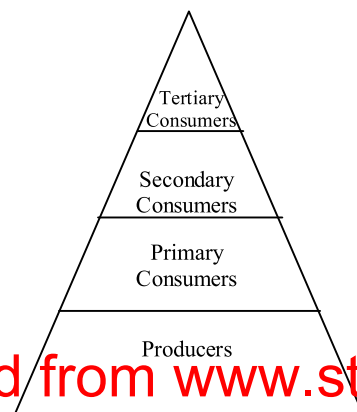 Tertiary
Consumers
Secondary
Consumers
Primary
Consumers
Producers
d from www.st